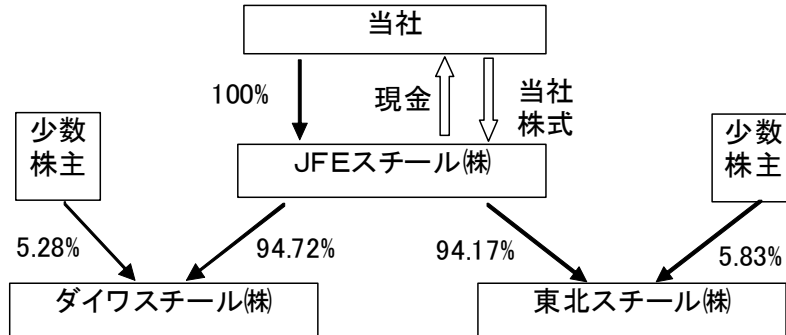 当社
100%
現金
当社
株式
少数
株主
少数
株主
JFEスチール㈱
5.28%
94.72%
94.17%
5.83%
ダイワスチール㈱
東北スチール㈱